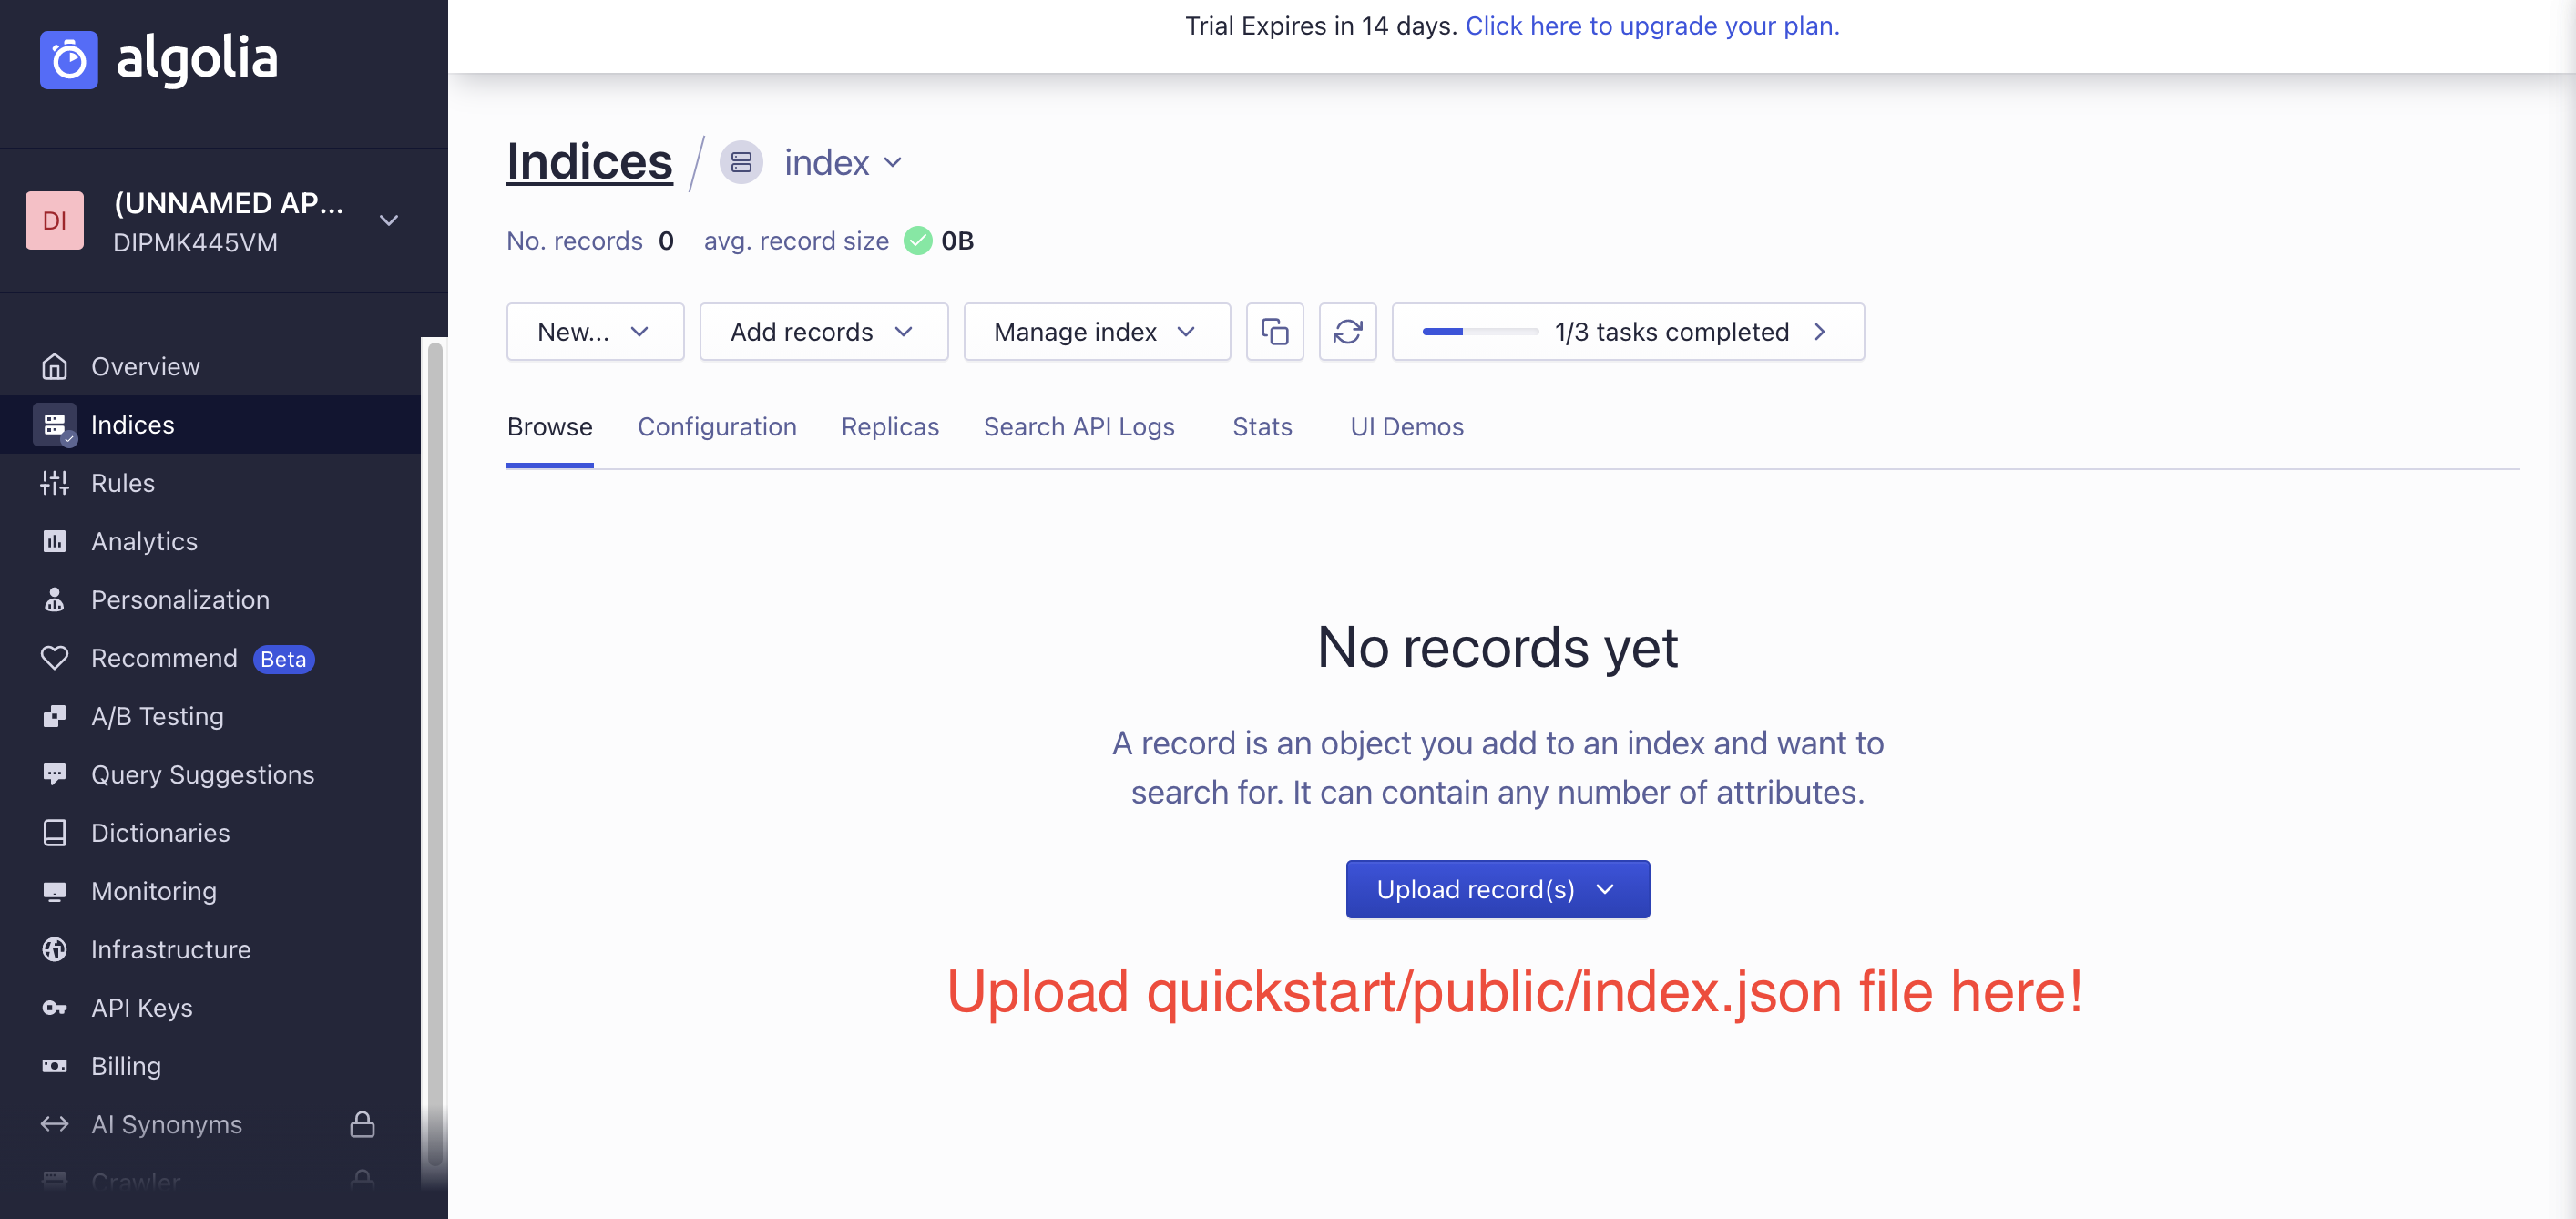 algolia
Trial Expires in 14 days. Click here to upgrade your plan.
DI
(UNNAMED AP...
DIPMK445VM
Overview
Indices
Rules
Analytics
Personalization
Recommend Beta
A/B Testing
Query Suggestions
Dictionaries
Monitoring
Infrastructure
API Keys
Billing
AI Synonyms
Crawler
Indices / index
No. records 0 avg. record size 0B
New... Add records Manage index 1/3 tasks completed
Browse Configuration Replicas Search API Logs Stats UI Demos
No records yet
A record is an object you add to an index and want to
search for. It can contain any number of attributes.
Upload record(s)
Upload quickstart/public/index.json file here!